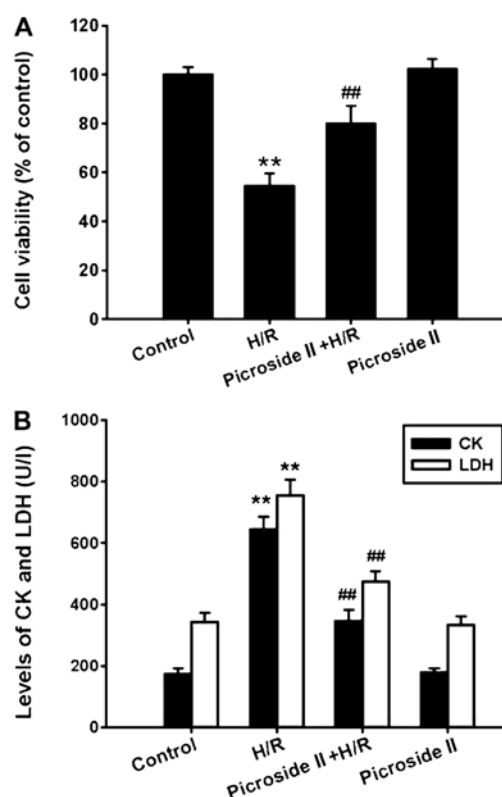 A
Cell viability (% of control)
120
100
80
60
40
20
0
**
##
Control
H/R
Picroside II +H/R
Picroside II
B
Levels of CK and LDH (U/l)
1000
800
600
400
200
0
CK
LDH
**
**
##
##
Control
H/R
Picroside II +H/R
Picroside II